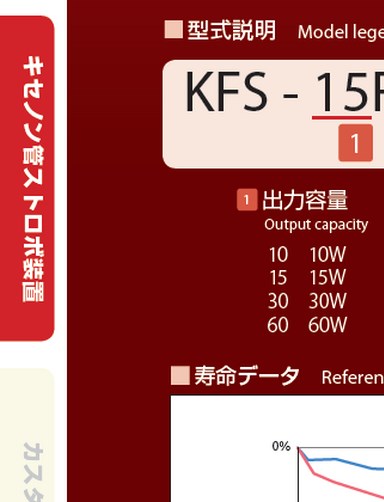 キセノン管ストロボ装置
カスタ
型式説明 Model lege
KFS - 15F
1
1 出力容量
Output capacity
10 10W
15 15W
30 30W
60 60W
寿命データ Referen
0%